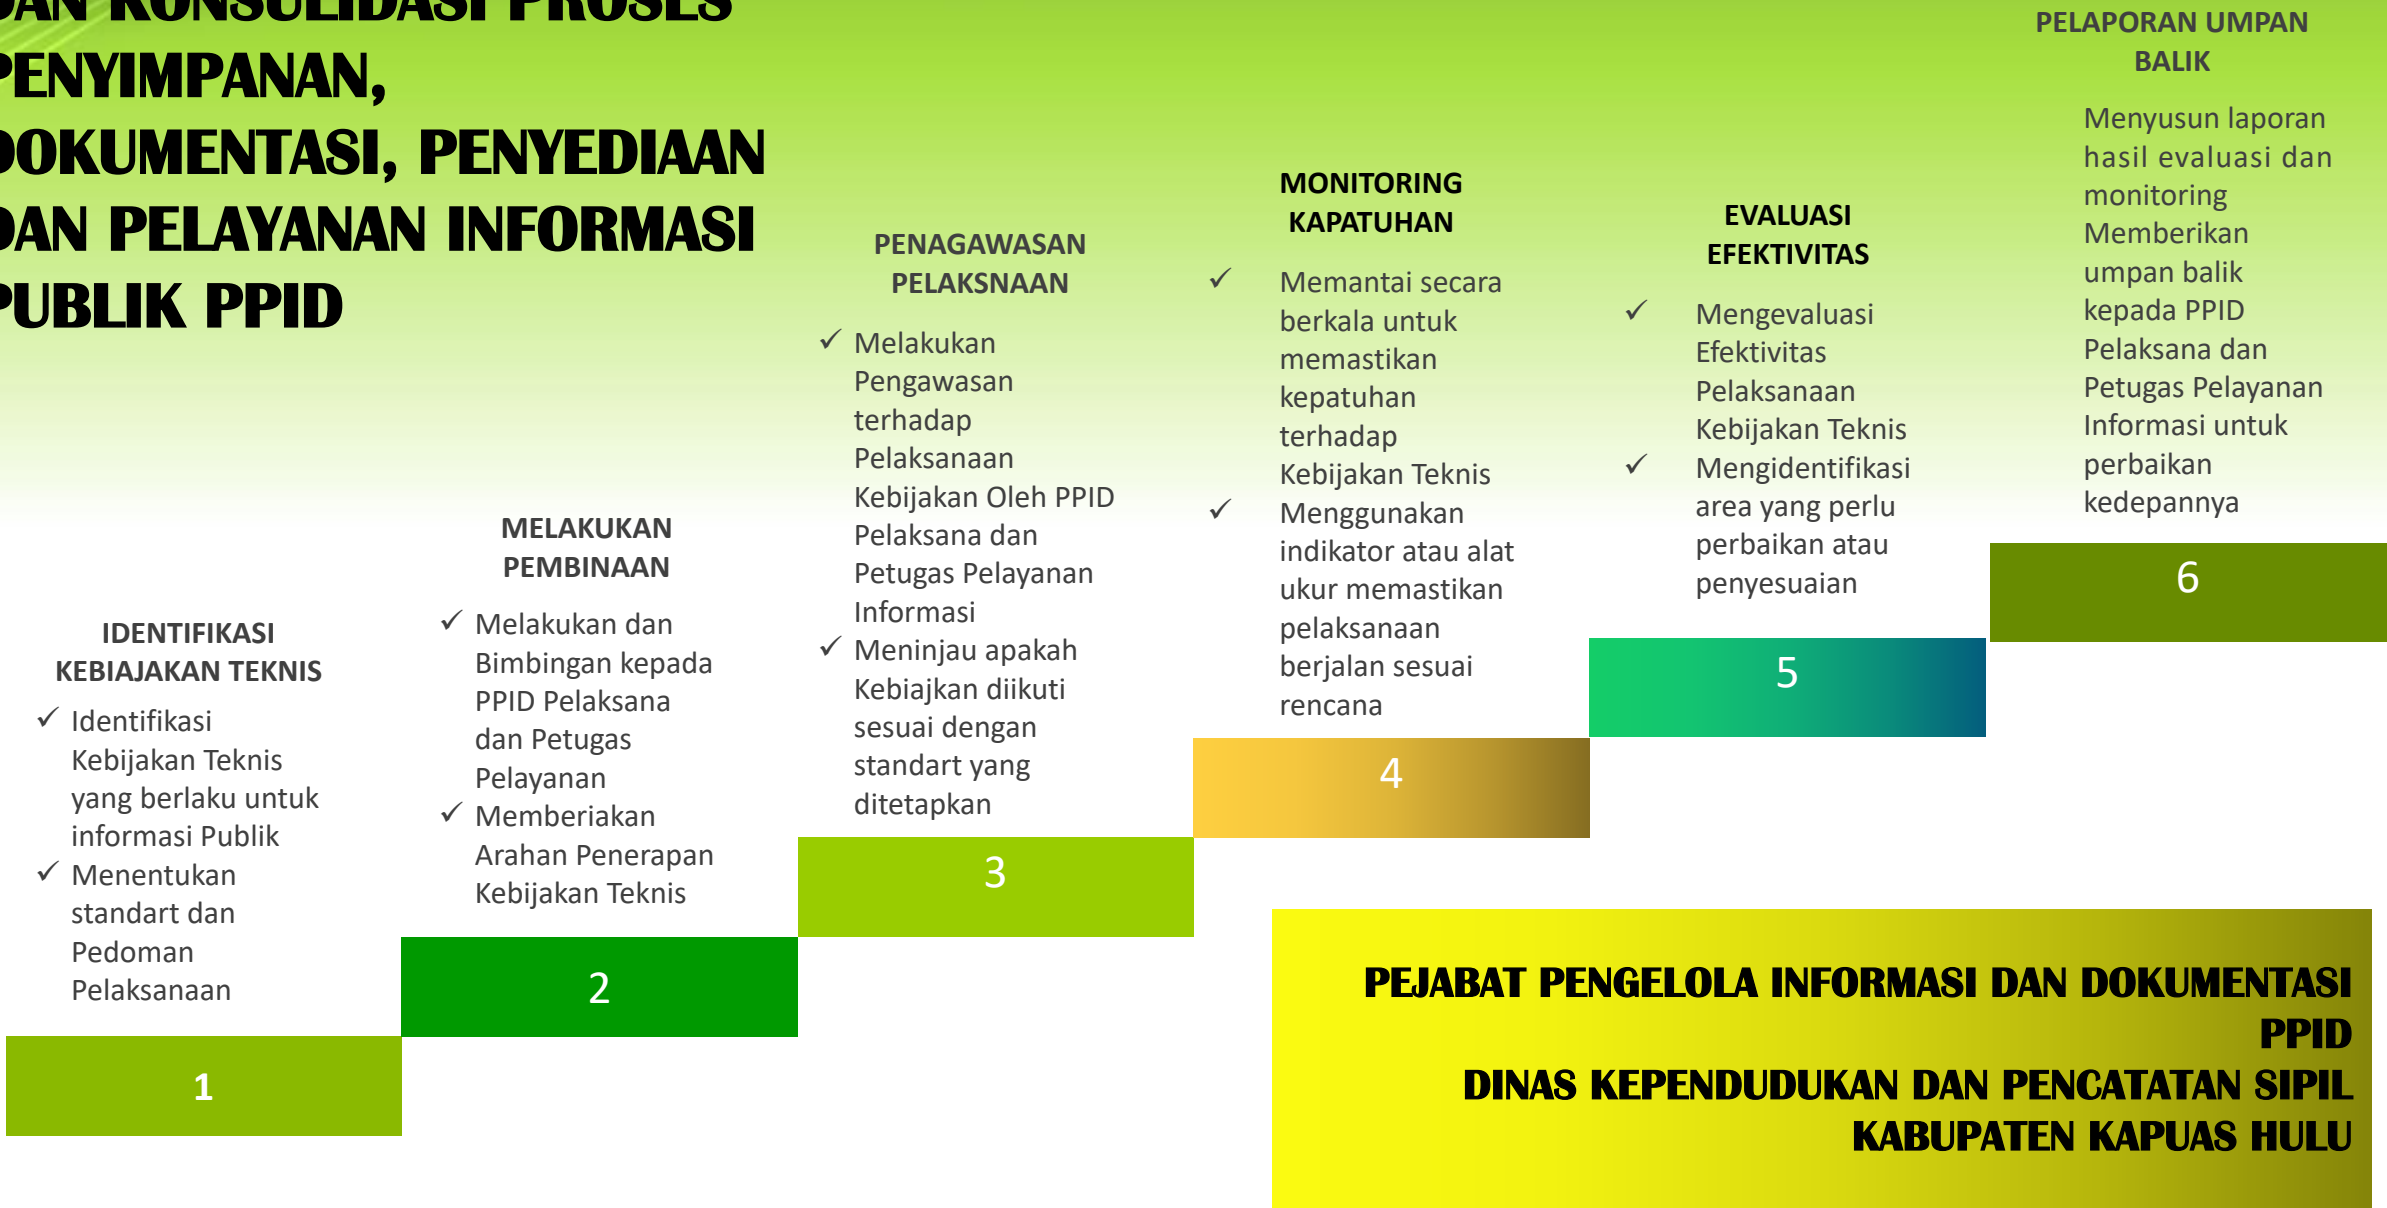 DAN KONSULIDASI PROSES
PENYIMPANAN,
DOKUMENTASI, PENYEDIAAN
DAN PELAYANAN INFORMASI
PUBLIK PPID
IDENTIFIKASI
KEBIAJAKAN TEKNIS
✓ Identifikasi
Kebijakan Teknis
yang berlaku untuk
informasi Publik
✓ Menentukan
standart dan
Pedoman
Pelaksanaan
1
MELAKUKAN
PEMBINAAN
✓ Melakukan dan
Bimbingan kepada
PPID Pelaksana
dan Petugas
Pelayanan
✓ Memberiakan
Arahan Penerapan
Kebijakan Teknis
2
PENAGAWASAN
PELAKSNAAN
✓ Melakukan
Pengawasan
terhadap
Pelaksanaan
Kebijakan Oleh PPID
Pelaksana dan
Petugas Pelayanan
Informasi
✓ Meninjau apakah
Kebiajkan diikuti
sesuai dengan
standart yang
ditetapkan
3
MONITORING
KAPATUHAN
✓ Memantai secara
berkala untuk
memastikan
kepatuhan
terhadap
Kebijakan Teknis
✓ Menggunakan
indikator atau alat
ukur memastikan
pelaksanaan
berjalan sesuai
rencana
4
EVALUASI
EFEKTIVITAS
✓ Mengevaluasi
Efektivitas
Pelaksanaan
Kebijakan Teknis
✓ Mengidentifikasi
area yang perlu
perbaikan atau
penyesuaian
5
PELAPORAN UMPAN
BALIK
Menyusun laporan
hasil evaluasi dan
monitoring
Memberikan
umpan balik
kepada PPID
Pelaksana dan
Petugas Pelayanan
Informasi untuk
perbaikan
kedepannya
6
PEJABAT PENGELOLA INFORMASI DAN DOKUMENTASI
PPID
DINAS KEPENDUDUKAN DAN PENCATATAN SIPIL
KABUPATEN KAPUAS HULU